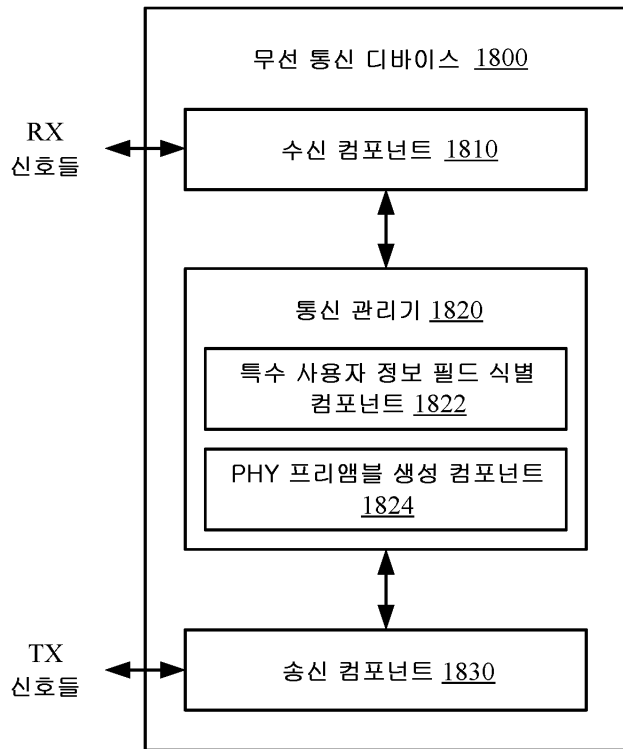 무선 통신 디바이스 1800
RX
신호들
수신 컴포넌트 1810
통신 관리기 1820
특수 사용자 정보 필드 식별
컴포넌트 1822
PHY 프리앰블 생성 컴포넌트
1824
TX
신호들
송신 컴포넌트 1830